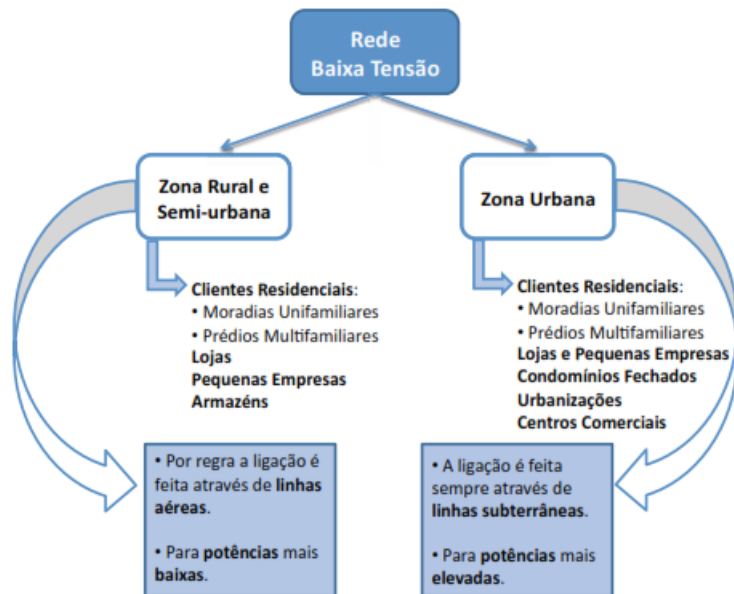 Rede
Baixa Tensão
Zona Rural e
Semi-urbana
Clientes Residenciais:
• Moradias Unifamiliares
• Prédios Multifamiliares
Lojas
Pequenas Empresas
Armazéns
• Por regra a ligação é
feita através de linhas
aéreas.
• Para potências mais
baixas.
Zona Urbana
Clientes Residenciais:
• Moradias Unifamiliares
• Prédios Multifamiliares
Lojas e Pequenas Empresas
Condomínios Fechados
Urbanizações
Centros Comerciais
• A ligação é feita
sempre através de
linhas subterrâneas.
• Para potências mais
elevadas.